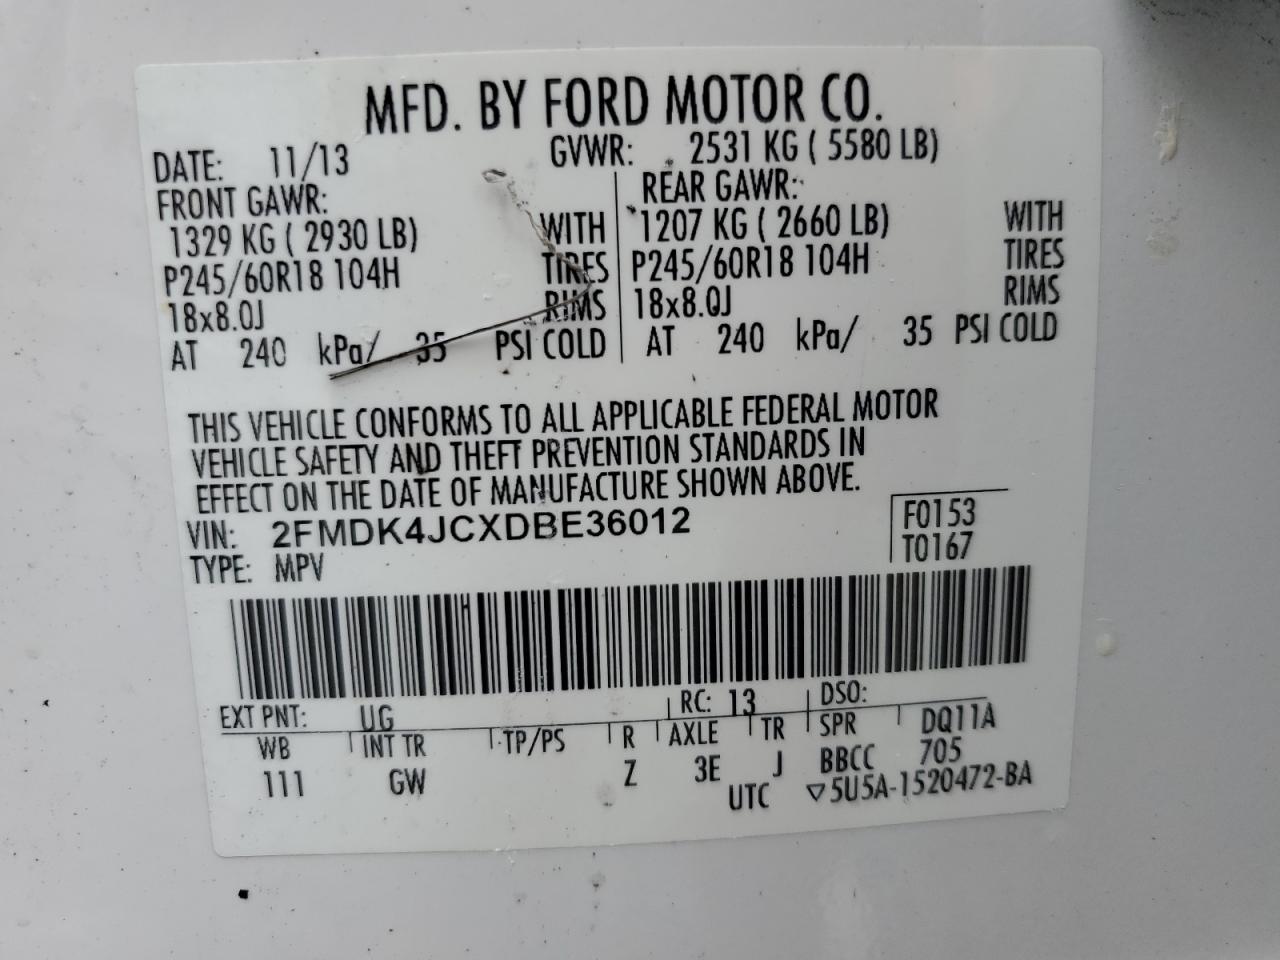 MFD. BY FORD MOTOR CO.
DATE: 11/13 GVWR: 2531 KG ( 5580 LB)
FRONT GAWR: REAR GAWR:
1329 KG ( 2930 LB) WITH 1207 KG ( 2660 LB) WITH
P245/60R18 104H TIRES P245/60R18 104H TIRES
18x8.0J RIMS 18x8.0J RIMS
AT 240 kPa/ 35 PSI COLD AT 240 kPa/ 35 PSI COLD
THIS VEHICLE CONFORMS TO ALL APPLICABLE FEDERAL MOTOR
VEHICLE SAFETY AND THEFT PREVENTION STANDARDS IN
EFFECT ON THE DATE OF MANUFACTURE SHOWN ABOVE.
VIN: 2FMDK4JCXDBE36012 F0153
TYPE: MPV T0167
EXT PNT: UG RC: 13 DSO:
WB INT TR TP/PS R AXLE TR SPR DQ11A
111 GW Z 3E J BBCC 705
UTC ▽5U5A-1520472-BA